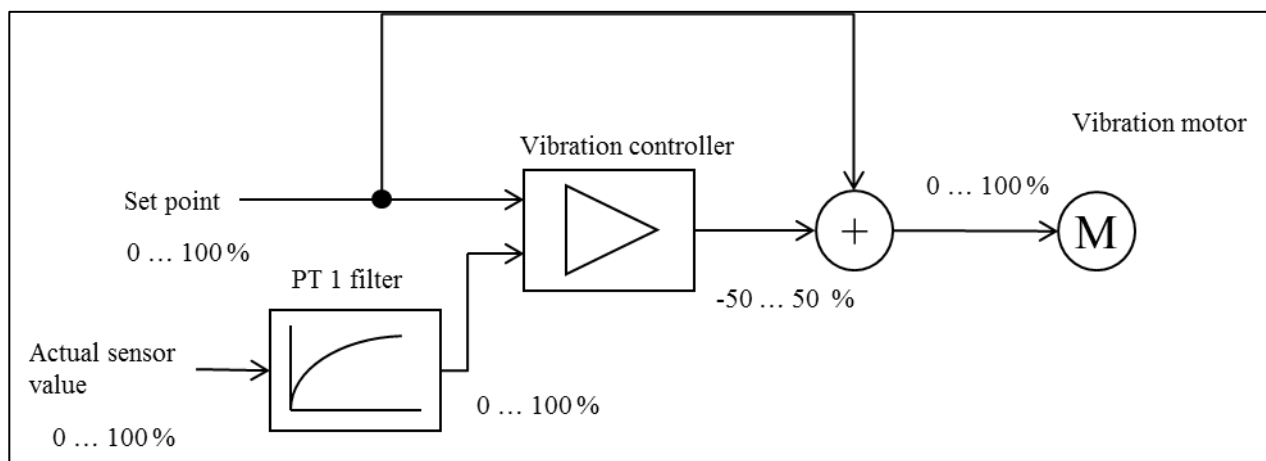 Vibration motor
Vibration controller
0 … 100 %
Set point
+
M
0 … 100 %
PT 1 filter
-50 … 50 %
Actual sensor
value
0 … 100 %
0 … 100 %